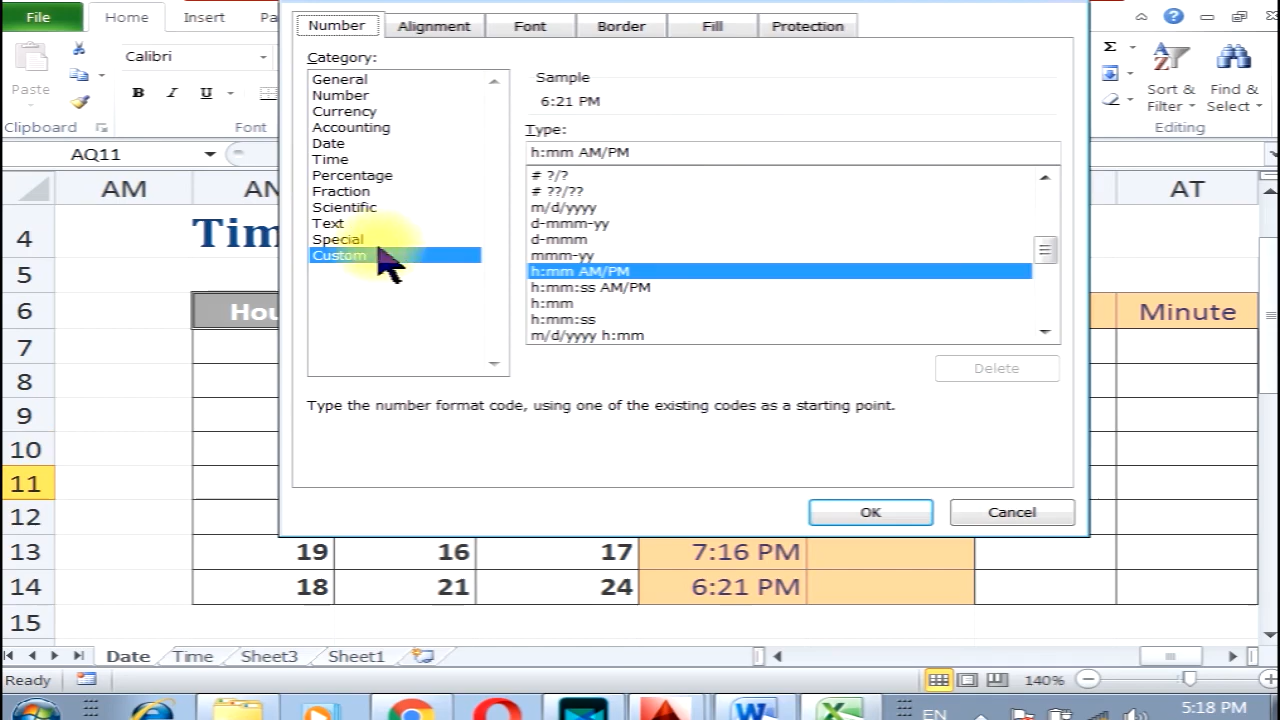 File Home Insert Pa
Number Alignment Font Border Fill Protection
Category:
General
Number
Currency
Accounting
Date
Time
Percentage
Fraction
Scientific
Text
Special
Custom
Sample
6:21 PM
Type:
h:mm AM/PM
# ?/?
# ??/??
m/d/yyyy
d-mmm-yy
d-mmm
mmm-yy
h:mm AM/PM
h:mm:ss AM/PM
h:mm
h:mm:ss
m/d/yyyy h:mm
Delete
Type the number format code, using one of the existing codes as a starting point.
OK Cancel
Paste
Calibri
B I U
Clipboard Font
Σ
Sort & Filter
Find & Select
Editing
AQ11
AM AN AT
4 Tim
5
6 Hou Minute
7
8
9
10
11
12
13 19 16 17 7:16 PM
14 18 21 24 6:21 PM
15
Date Time Sheet3 Sheet1
Ready 140%
EN 5:18 PM